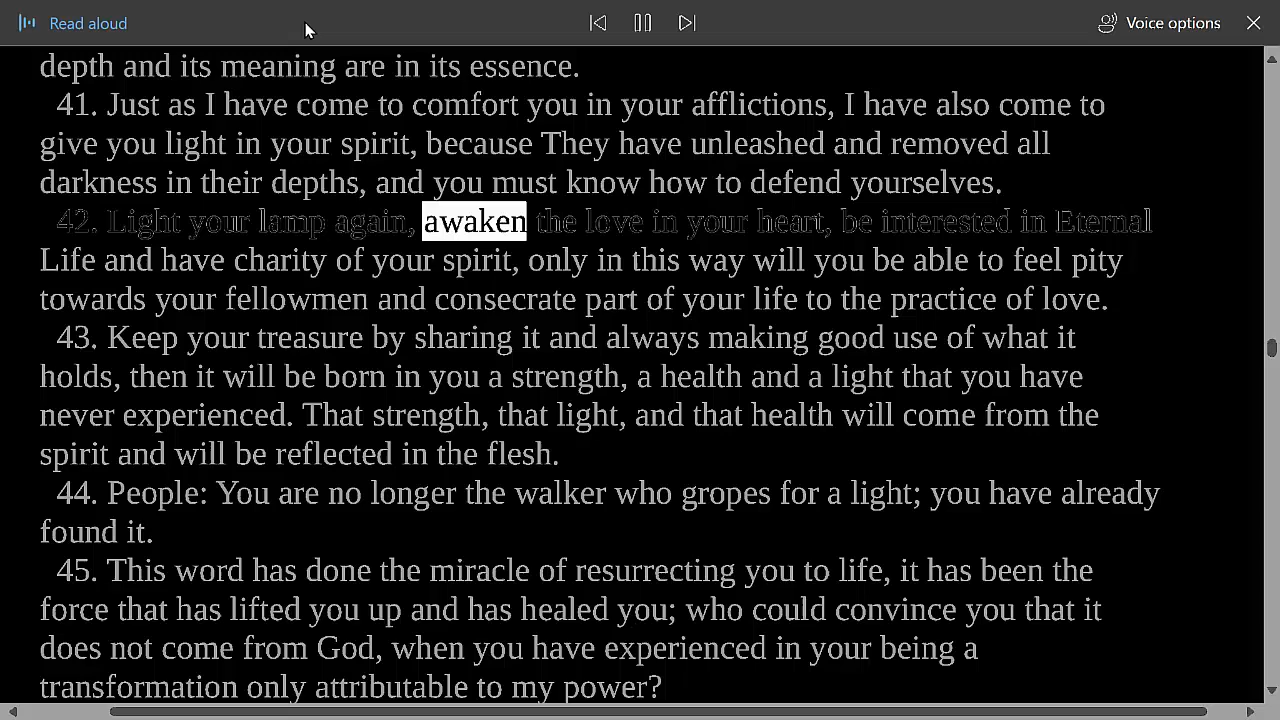 Read aloud
Voice options
depth and its meaning are in its essence.
41. Just as I have come to comfort you in your afflictions, I have also come to
give you light in your spirit, because They have unleashed and removed all
darkness in their depths, and you must know how to defend yourselves.
42. Light your lamp again, awaken the love in your heart, be interested in Eternal
Life and have charity of your spirit, only in this way will you be able to feel pity
towards your fellowmen and consecrate part of your life to the practice of love.
43. Keep your treasure by sharing it and always making good use of what it
holds, then it will be born in you a strength, a health and a light that you have
never experienced. That strength, that light, and that health will come from the
spirit and will be reflected in the flesh.
44. People: You are no longer the walker who gropes for a light; you have already
found it.
45. This word has done the miracle of resurrecting you to life, it has been the
force that has lifted you up and has healed you; who could convince you that it
does not come from God, when you have experienced in your being a
transformation only attributable to my power?